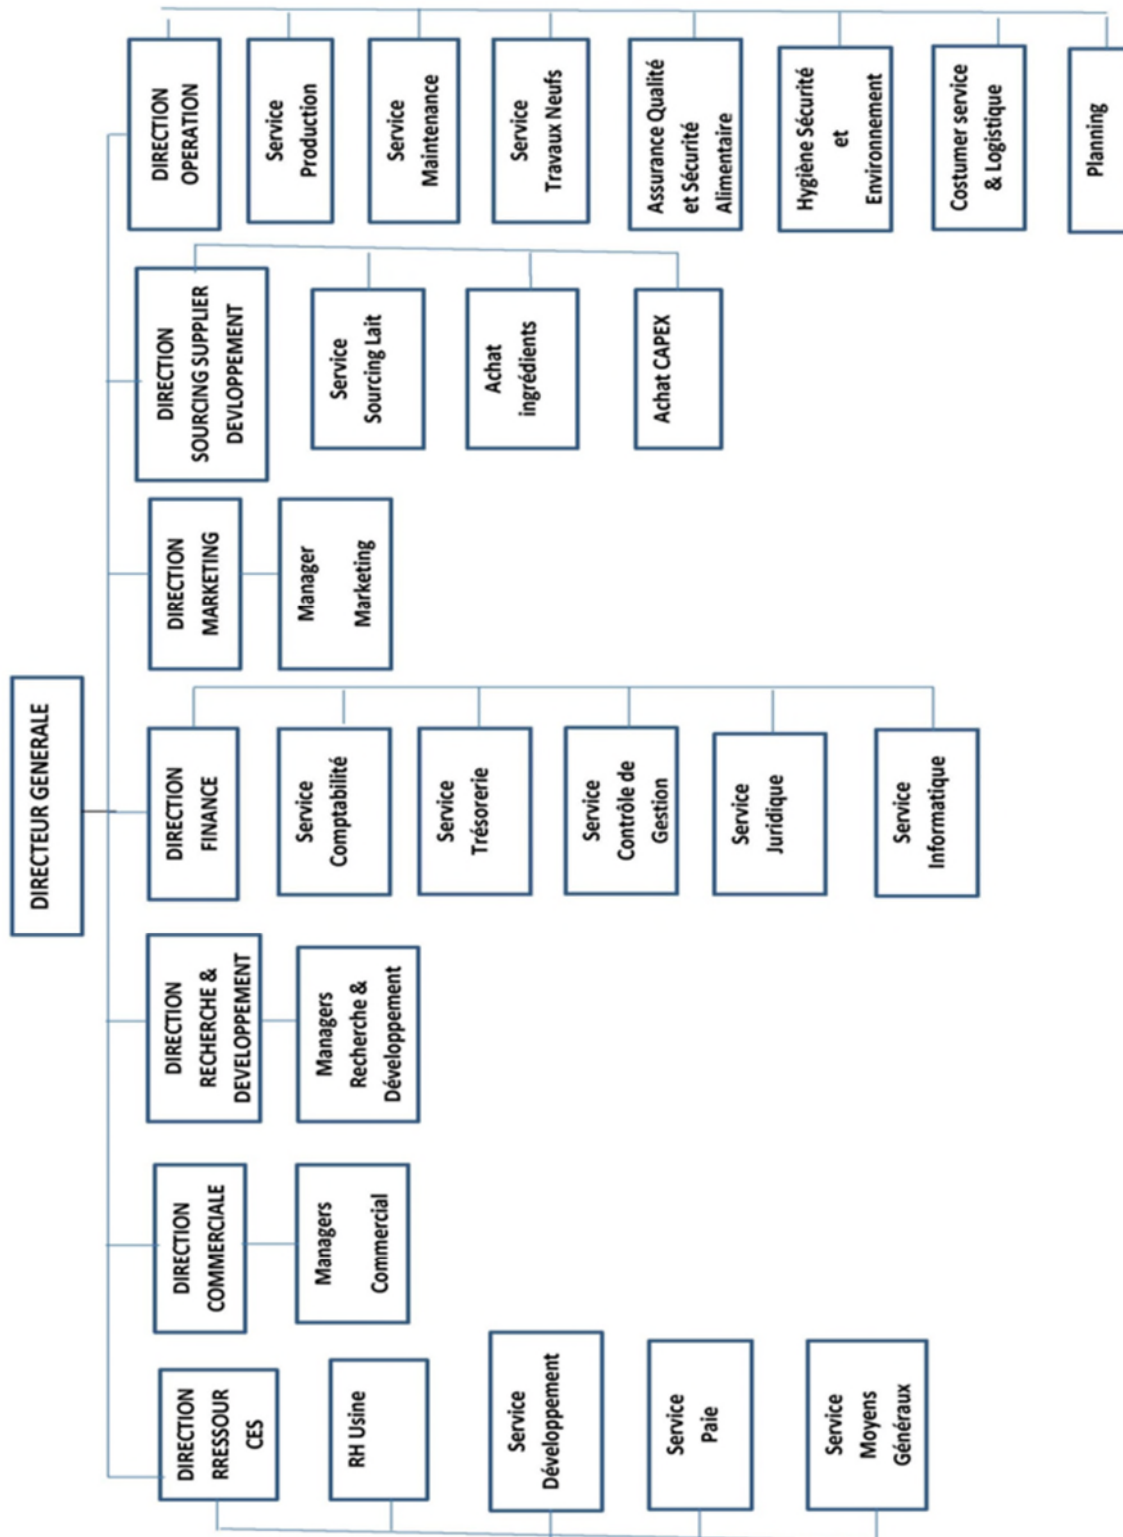 DIRECTEUR GENERALE
DIRECTION
RRESSOUR
CES
RH Usine
Service
Développement
Service
Paie
Service
Moyens
Généraux
DIRECTION
COMMERCIALE
Managers
Commercial
DIRECTION
RECHERCHE &
DEVELOPPEMENT
Managers
Recherche &
Développement
DIRECTION
FINANCE
Service
Comptabilité
Service
Trésorerie
Service
Contrôle de
Gestion
Service
Juridique
Service
Informatique
DIRECTION
MARKETING
Manager
Marketing
DIRECTION
SOURCING SUPPLIER
DEVLOPPEMENT
Service
Sourcing Lait
Achat
ingrédients
Achat CAPEX
DIRECTION
OPERATION
Service
Production
Service
Maintenance
Service
Travaux Neufs
Assurance Qualité
et Sécurité
Alimentaire
Hygiène Sécurité
et
Environnement
Costumer service
& Logistique
Planning